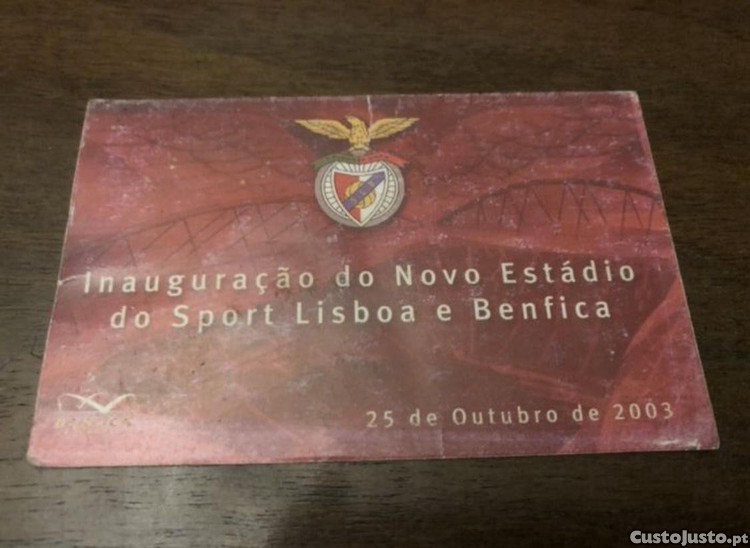 Inauguração do Novo Estádio
do Sport Lisboa e Benfica
25 de Outubro de 2003
CustoJusto.pt